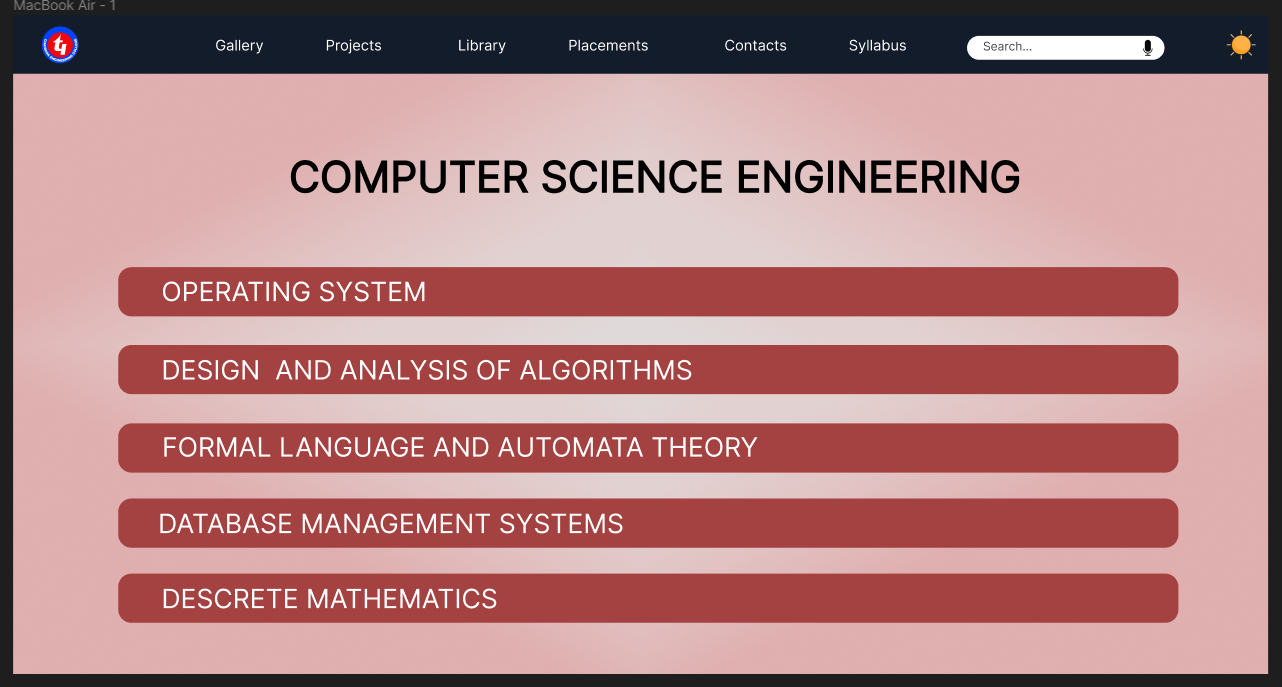 MacBook Air - 1
Gallery Projects Library Placements Contacts Syllabus Search...
COMPUTER SCIENCE ENGINEERING
OPERATING SYSTEM
DESIGN  AND ANALYSIS OF ALGORITHMS
FORMAL LANGUAGE AND AUTOMATA THEORY
DATABASE MANAGEMENT SYSTEMS
DESCRETE MATHEMATICS